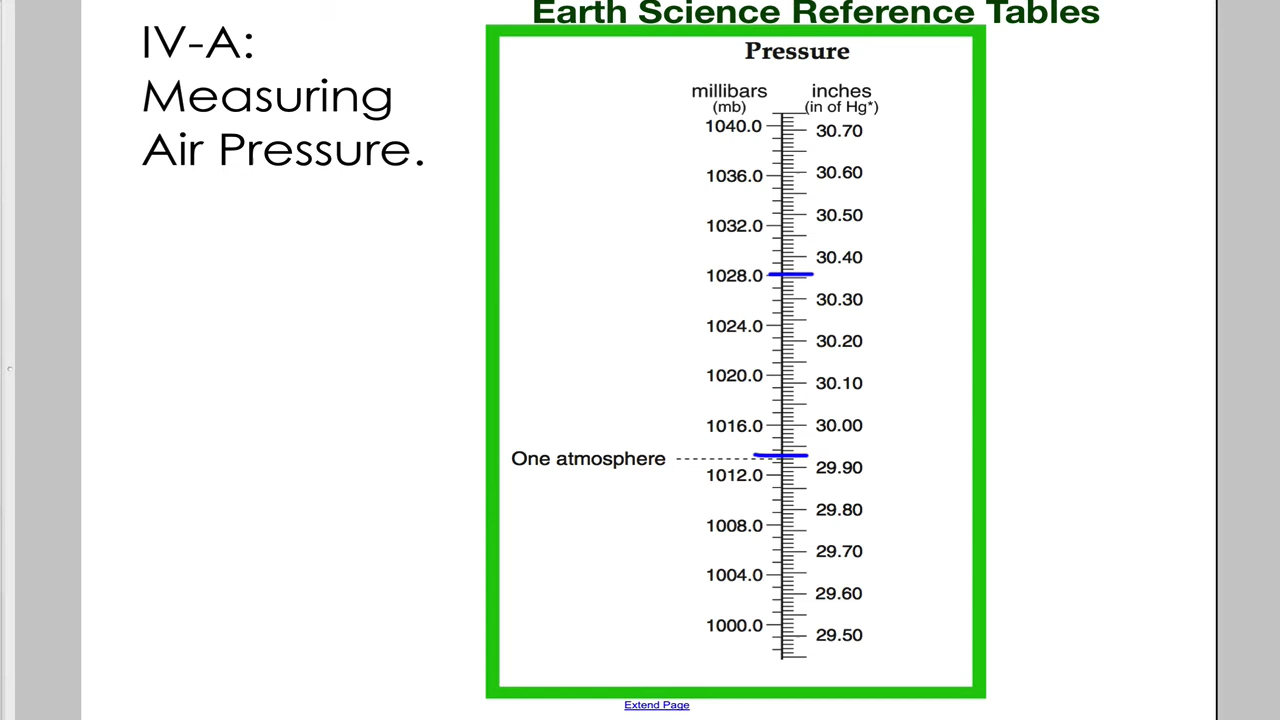 Earth Science Reference Tables
IV-A:
Measuring
Air Pressure.
Pressure
millibars inches
(mb) (in of Hg*)
1040.0 30.70
1036.0 30.60
1032.0 30.50
1028.0 30.40
30.30
1024.0 30.20
1020.0 30.10
1016.0 30.00
One atmosphere
1012.0 29.90
1008.0 29.80
29.70
1004.0 29.60
1000.0 29.50
Extend Page